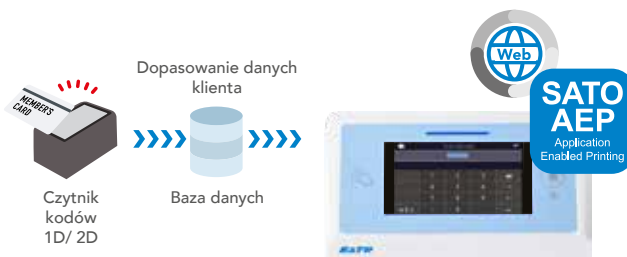 MEMBER'S
CARD
Czytnik
kodów
1D/ 2D
Dopasowanie danych
klienta
Baza danych
Web
SATO
AEP
Application
Enabled Printing
SATO